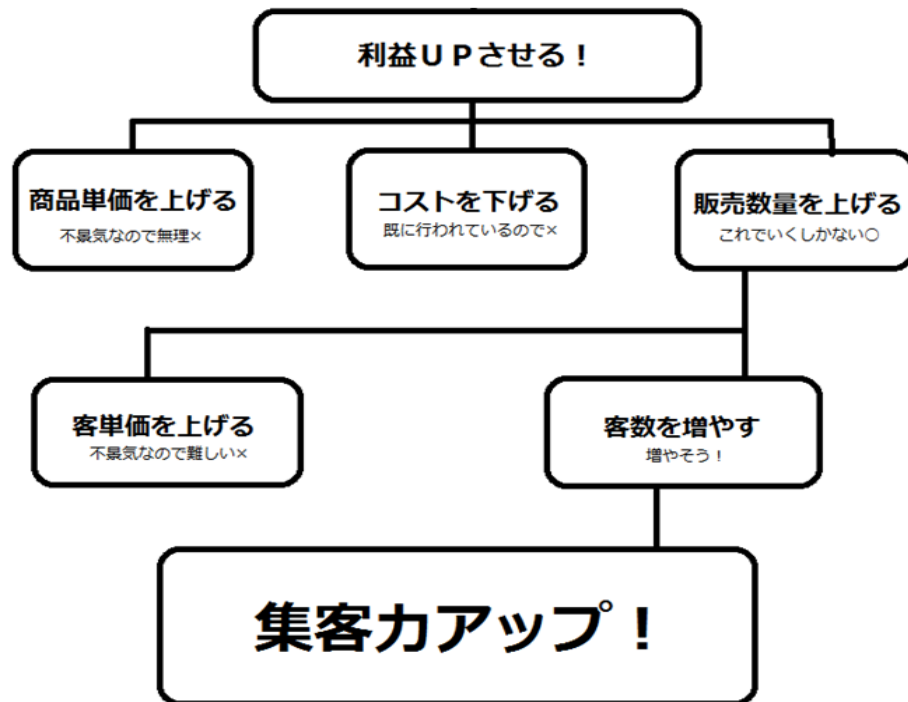 利益ＵＰさせる！
商品単価を上げる
不景気なので無理×
コストを下げる
既に行われているので×
販売数量を上げる
これでいくしかない○
客単価を上げる
不景気なので難しい×
客数を増やす
増やそう！
集客力アップ！